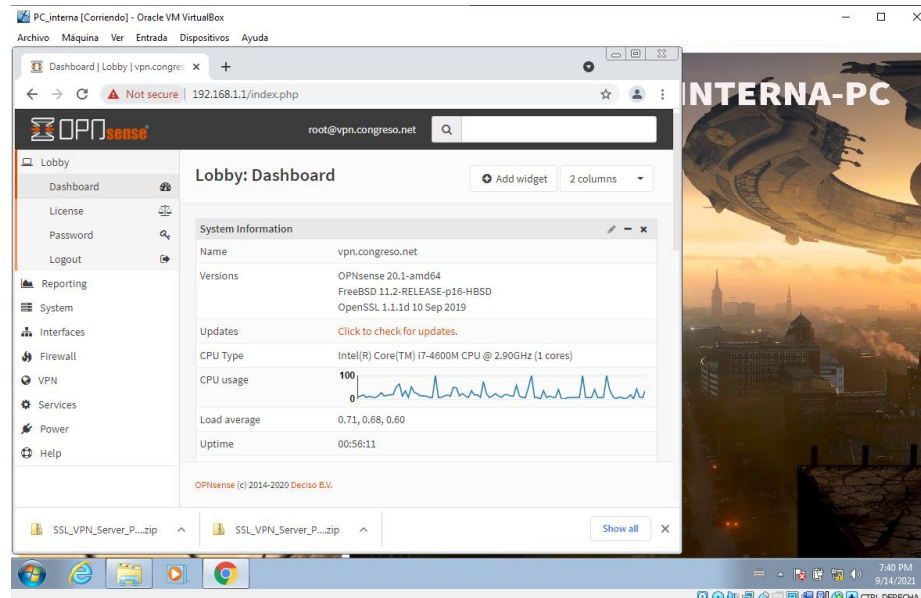 PC_interna [Corriendo] - Oracle VM VirtualBox
Archivo Máquina Ver Entrada Dispositivos Ayuda
Dashboard | Lobby | vpn.congre
Not secure 192.168.1.1/index.php
INTERNA-PC
OPNsense
root@vpn.congreso.net
Lobby
Dashboard
License
Password
Logout
Reporting
System
Interfaces
Firewall
VPN
Services
Power
Help
Lobby: Dashboard
Add widget
2 columns
System Information
Name vpn.congreso.net
Versions OPNsense 20.1-amd64
FreeBSD 11.2-RELEASE-p16-HBSD
OpenSSL 1.1.1d 10 Sep 2019
Updates Click to check for updates.
CPU Type Intel(R) Core(TM) i7-4600M CPU @ 2.90GHz (1 cores)
CPU usage 100
0
Load average 0.71, 0.68, 0.60
Uptime 00:56:11
OPNsense (c) 2014-2020 Deciso B.V.
SSL_VPN_Server_P....zip SSL_VPN_Server_P....zip Show all
7:40 PM
9/14/2021
CTRL DERECHA